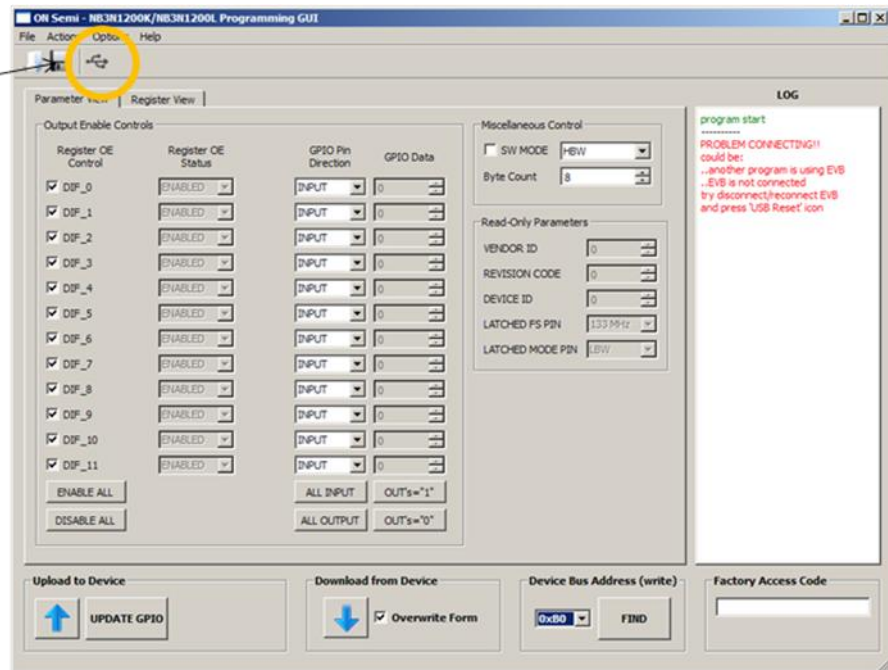 ON Semi - NB3N1200K/NB3N1200L Programming GUI
File Action Options Help
Parameter View Register View
LOG
Output Enable Controls
Register OE Control
Register OE Status
GPIO Pin Direction
GPIO Data
DIF_0 ENABLED INPUT 0
DIF_1 ENABLED INPUT 0
DIF_2 ENABLED INPUT 0
DIF_3 ENABLED INPUT 0
DIF_4 ENABLED INPUT 0
DIF_5 ENABLED INPUT 0
DIF_6 ENABLED INPUT 0
DIF_7 ENABLED INPUT 0
DIF_8 ENABLED INPUT 0
DIF_9 ENABLED INPUT 0
DIF_10 ENABLED INPUT 0
DIF_11 ENABLED INPUT 0
ENABLE ALL ALL INPUT OUT's="1"
DISABLE ALL ALL OUTPUT OUT's="0"
Miscellaneous Control
SW MODE HBW
Byte Count 8
Read-Only Parameters
VENDOR ID 0
REVISION CODE 0
DEVICE ID 0
LATCHED FS PIN 133 MHz
LATCHED MODE PIN LBW
program start
----------
PROBLEM CONNECTING!!
could be:
..another program is using EVB
..EVB is not connected
try disconnect/reconnect EVB
and press 'USB Reset' icon
Upload to Device
UPDATE GPIO
Download from Device
Overwrite Form
Device Bus Address (write)
0xB0 FIND
Factory Access Code